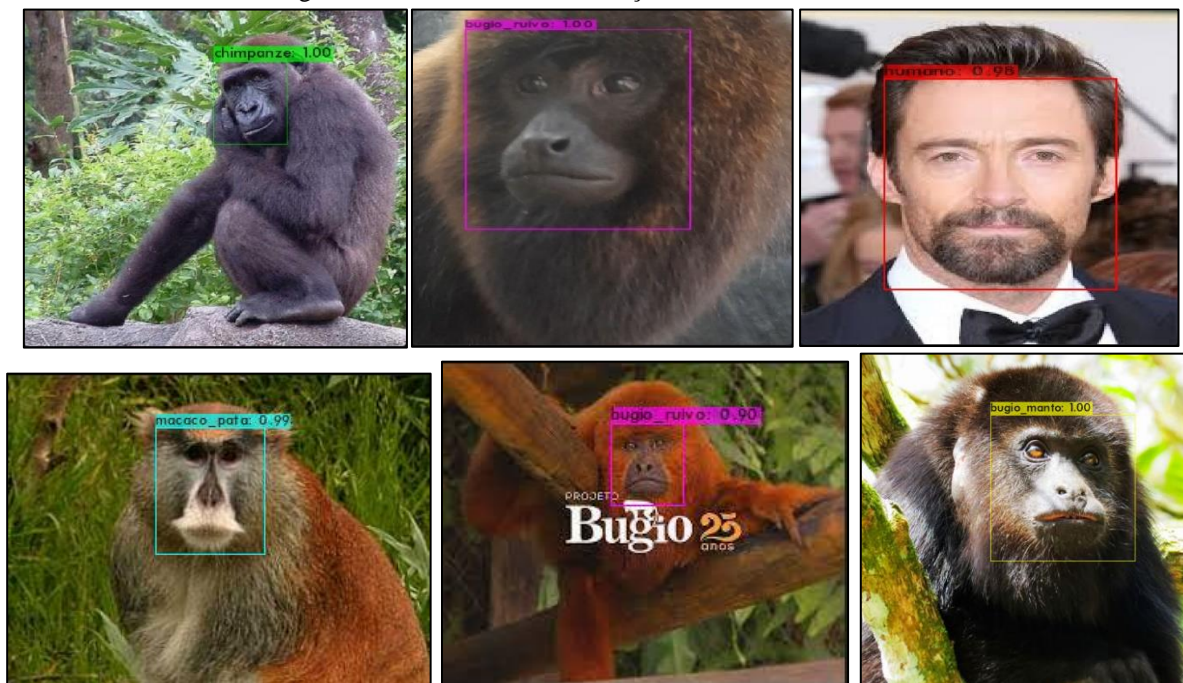 chimpanze: 1.00
bugio_ruivo: 1.00
humano: 0.98
macaco_pata: 0.99
bugio_ruivo: 0.90
PROJETO
Bugio 25
anos
bugio_manto: 1.00